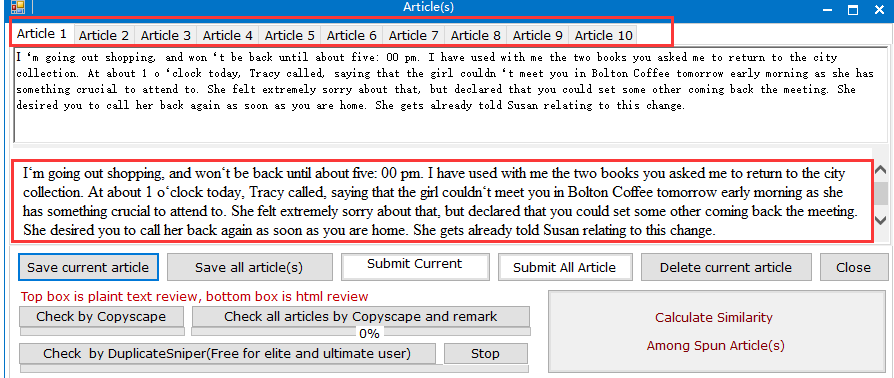 Article(s)
Article 1 Article 2 Article 3 Article 4 Article 5 Article 6 Article 7 Article 8 Article 9 Article 10
I ‘m going out shopping, and won ‘t be back until about five: 00 pm. I have used with me the two books you asked me to return to the city
collection. At about 1 o ‘clock today, Tracy called, saying that the girl couldn ‘t meet you in Bolton Coffee tomorrow early morning as she has
something crucial to attend to. She felt extremely sorry about that, but declared that you could set some other coming back the meeting. She
desired you to call her back again as soon as you are home. She gets already told Susan relating to this change.
I‘m going out shopping, and won‘t be back until about five: 00 pm. I have used with me the two books you asked me to return to the city
collection. At about 1 o‘clock today, Tracy called, saying that the girl couldn‘t meet you in Bolton Coffee tomorrow early morning as she
has something crucial to attend to. She felt extremely sorry about that, but declared that you could set some other coming back the meeting.
She desired you to call her back again as soon as you are home. She gets already told Susan relating to this change.
Save current article Save all article(s) Submit Current Submit All Article Delete current article Close
Top box is plaint text review, bottom box is html review
Check by Copyscape Check all articles by Copyscape and remark
0%
Check by DuplicateSniper(Free for elite and ultimate user) Stop
Calculate Similarity
Among Spun Article(s)